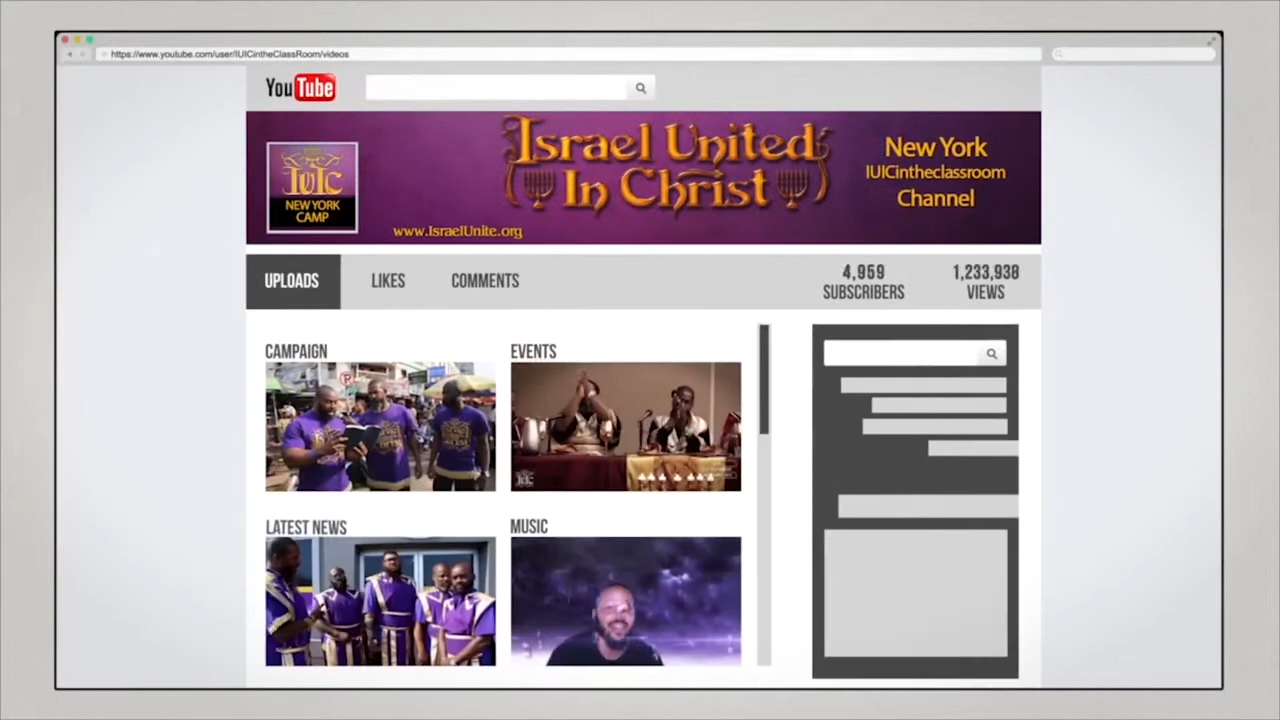 https://www.youtube.com/user/IUICintheClassRoom/videos
YouTube
Israel United
In Christ
New York
IUICintheclassroom
Channel
IUIC
NEW YORK
CAMP
www.IsraelUnite.org
UPLOADS
LIKES
COMMENTS
4,959
SUBSCRIBERS
1,233,938
VIEWS
CAMPAIGN
EVENTS
P
LATEST NEWS
MUSIC